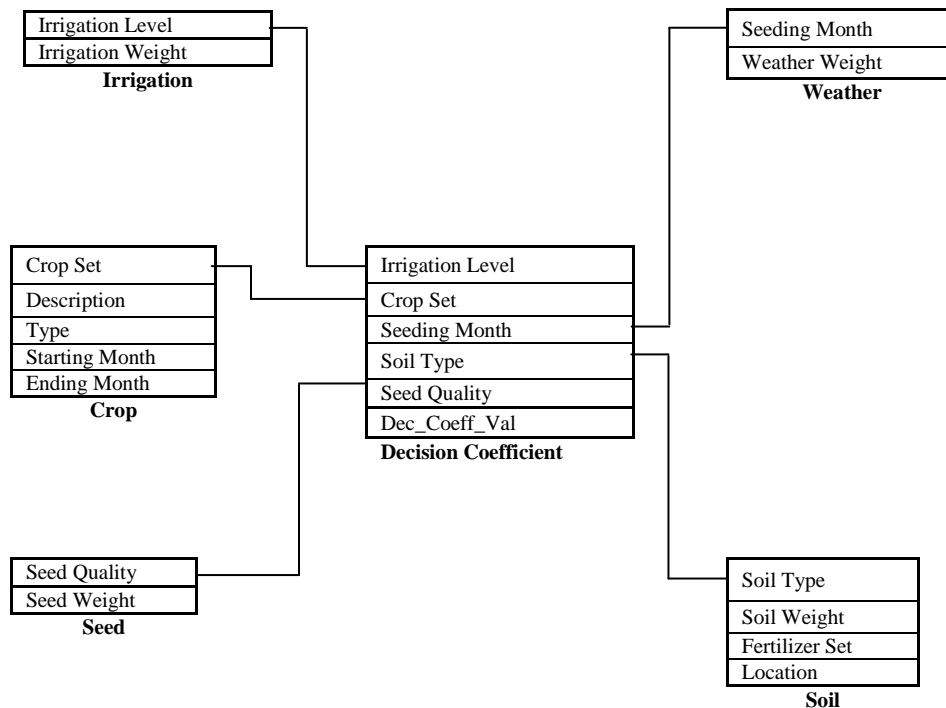 Irrigation Level
Irrigation Weight
Irrigation
Seeding Month
Weather Weight
Weather
Crop Set
Description
Type
Starting Month
Ending Month
Crop
Irrigation Level
Crop Set
Seeding Month
Soil Type
Seed Quality
Dec_Coeff_Val
Decision Coefficient
Seed Quality
Seed Weight
Seed
Soil Type
Soil Weight
Fertilizer Set
Location
Soil